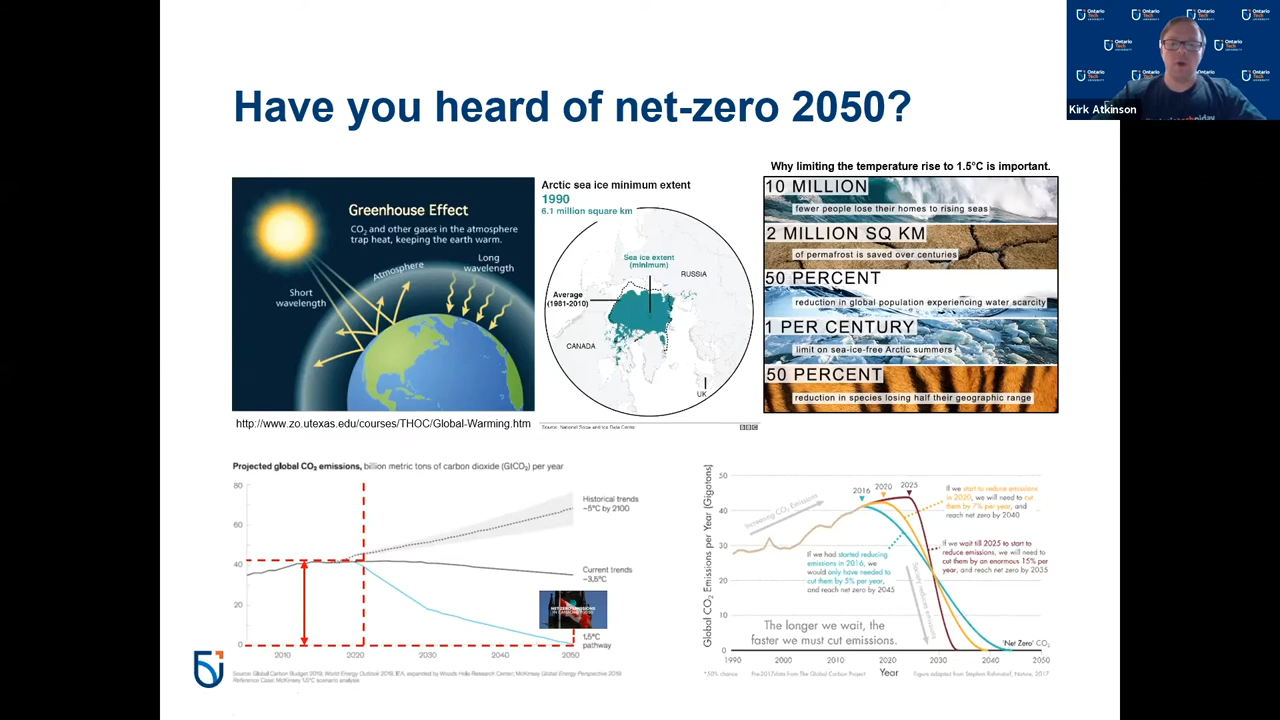 Have you heard of net-zero 2050?
Kirk Atkinson
Ontario
Tech
UNIVERSITY
Greenhouse Effect
CO2 and other gases in the atmosphere
trap heat, keeping the earth warm.
Atmosphere
Long
wavelength
Short
wavelength
http://www.zo.utexas.edu/courses/THOC/Global-Warming.htm
Arctic sea ice minimum extent
1990
6.1 million square km
Sea ice extent
(minimum)
RUSSIA
Average
(1981-2010)
CANADA
UK
Source: National Snow and Ice Data Center
BBC
Why limiting the temperature rise to 1.5°C is important.
10 MILLION
fewer people lose their homes to rising seas
2 MILLION SQ KM
of permafrost is saved over centuries
50 PERCENT
reduction in global population experiencing water scarcity
1 PER CENTURY
limit on sea-ice-free Arctic summers
50 PERCENT
reduction in species losing half their geographic range
Projected global CO2 emissions, billion metric tons of carbon dioxide (GtCO2) per year
80
60
40
20
0
2010
2020
2030
2040
2050
Historical trends
~5°C by 2100
Current trends
~3.5°C
NET ZERO EMISSIONS
1.5°C
pathway
Source: Global Carbon Budget 2019, World Energy Outlook 2019, IEA, expanded by Woods Hole Research Center; McKinsey Global Energy Perspective 2019
Reference Case; McKinsey 1.5°C scenario analysis
Global CO2 Emissions per Year (Gigatons)
50
40
30
20
10
0
Increasing CO2 Emissions
2016
2020
2025
If we start to reduce emissions
in 2020, we will need to
cut them by 7% per year, and
reach net zero by 2040
If we wait till 2025 to start to
reduce emissions, we will need to
cut them by an enormous 15% per
year, and reach net zero by 2035
If we had started reducing
emissions in 2016, we
would only have needed to
cut them by 5% per year,
and reach net zero by 2045
The longer we wait, the
faster we must cut emissions.
'Net Zero' CO2
1990
2000
2010
2020
2030
2040
2050
Year
*50% chance
Pre 2017 data from The Global Carbon Project
Figure adapted from Stephan Rahmstorf, Nature, 2017